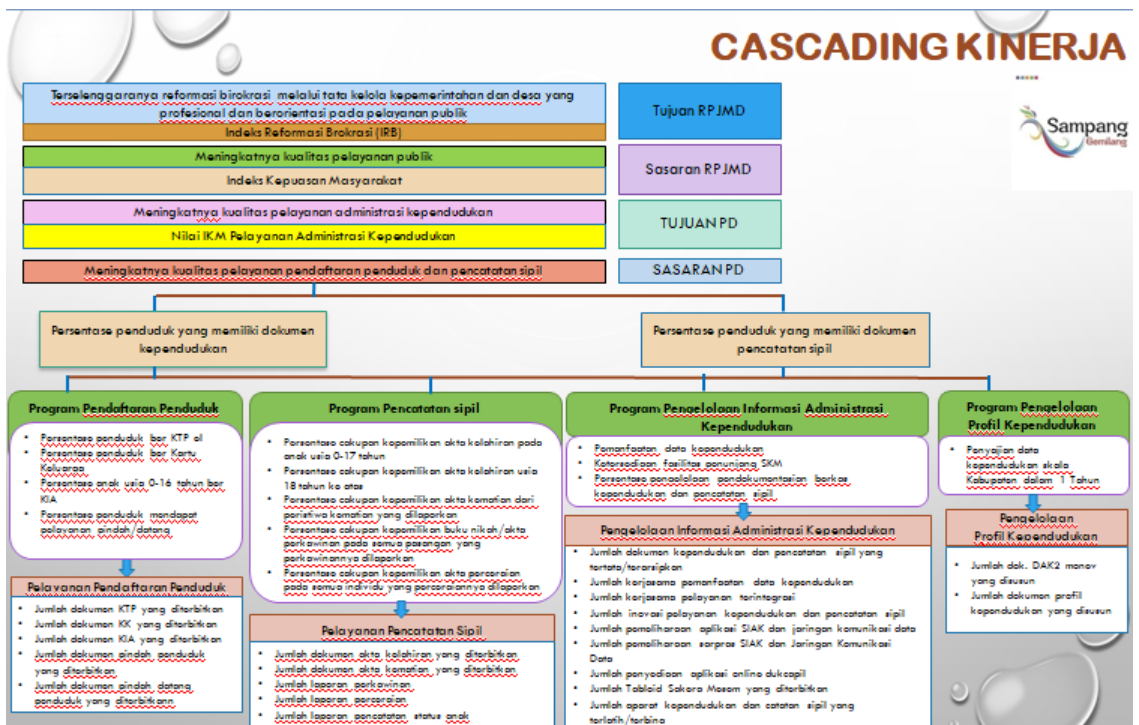 CASCADING KINERJA
Terselenggaranya reformasi birokrasi melalui tata kelola kepemerintahan dan desa yang
profesional dan berorientasi pada pelayanan publik
Indeks Reformasi Brokrasi (IRB)
Tujuan RPJMD
Sampang
Gemilang
Meningkatnya kualitas pelayanan publik
Indeks Kepuasan Masyarakat
Sasaran RPJMD
Meningkatnya kualitas pelayanan administrasi kependudukan
Nilai IKM Pelayanan Administrasi Kependudukan
TUJUAN PD
Meningkatnya kualitas pelayanan pendaftaran penduduk dan pencatatan sipil
SASARAN PD
Persentase penduduk yang memiliki dokumen
kependudukan
Persentase penduduk yang memiliki dokumen
pencatatan sipil
Program Pendaftaran Penduduk
• Persentase penduduk ber KTP el
• Persentase penduduk ber Kartu
Keluarga
• Persentase anak usia 0-16 tahun ber
KIA
• Persentase penduduk mendapat
pelayanan pindah/datang
Pelayanan Pendaftaran Penduduk
• Jumlah dokumen KTP yang diterbitkan
• Jumlah dokumen KK yang diterbitkan
• Jumlah dokumen KIA yang diterbitkan
• Jumlah dokumen pindah penduduk
yang diterbitkan
• Jumlah dokumen pindah datang
penduduk yang diterbitkann
Program Pencatatan sipil
• Persentase cakupan kepemilikan akta kelahiran pada
anak usia 0-17 tahun
• Persentase cakupan kepemilikan akta kelahiran usia
18 tahun ke atas
• Persentase cakupan kepemilikan akta kematian dari
peristiwa kematian yang dilaporkan
• Persentase cakupan kepemilikan buku nikah/akta
perkawinan pada semua pasangan yang
perkawinannya dilaporkan
• Persentase cakupan kepemilikan akta perceraian
pada semua individu yang perceraiannya dilaporkan
Pelayanan Pencatatan Sipil
• Jumlah dokumen akta kelahiran yang diterbitkan
• Jumlah dokumen akta kematian yang diterbitkan
• Jumlah laporan perkawinan
• Jumlah laporan perceraian
• Jumlah laporan pencatatan status anak
Program Pengelolaan Informasi Administrasi
Kependudukan
• Pemanfaatan data kependudukan
• Ketersediaan fasilitas penunjang SKM
• Persentase pengelolaan pendokumentasian berkas
kependudukan dan pencatatan sipil
Pengelolaan Informasi Administrasi Kependudukan
• Jumlah dokumen kependudukan dan pencatatan sipil yang
tertata/terarsipkan
• Jumlah kerjasama pemanfaatan data kependudukan
• Jumlah kerjasama pelayanan terintegrasi
• Jumlah inovasi pelayanan kependudukan dan pencatatan sipil
• Jumlah pemeliharaan aplikasi SIAK dan jaringan komunikasi data
• Jumlah pemeliharaan sarpras SIAK dan Jaringan Komunikasi
Data
• Jumlah penyediaan aplikasi online dukcapil
• Jumlah Tabloid Sakera Mesem yang diterbitkan
• Jumlah aparat kependudukan dan catatan sipil yang
terlatih/terbina
Program Pengelolaan
Profil Kependudukan
• Penyajian data
kependudukan skala
Kabupaten dalam 1 Tahun
Pengelolaan
Profil Kependudukan
• Jumlah dok. DAK2 monev
yang disusun
• Jumlah dokumen profil
kependudukan yang disusun